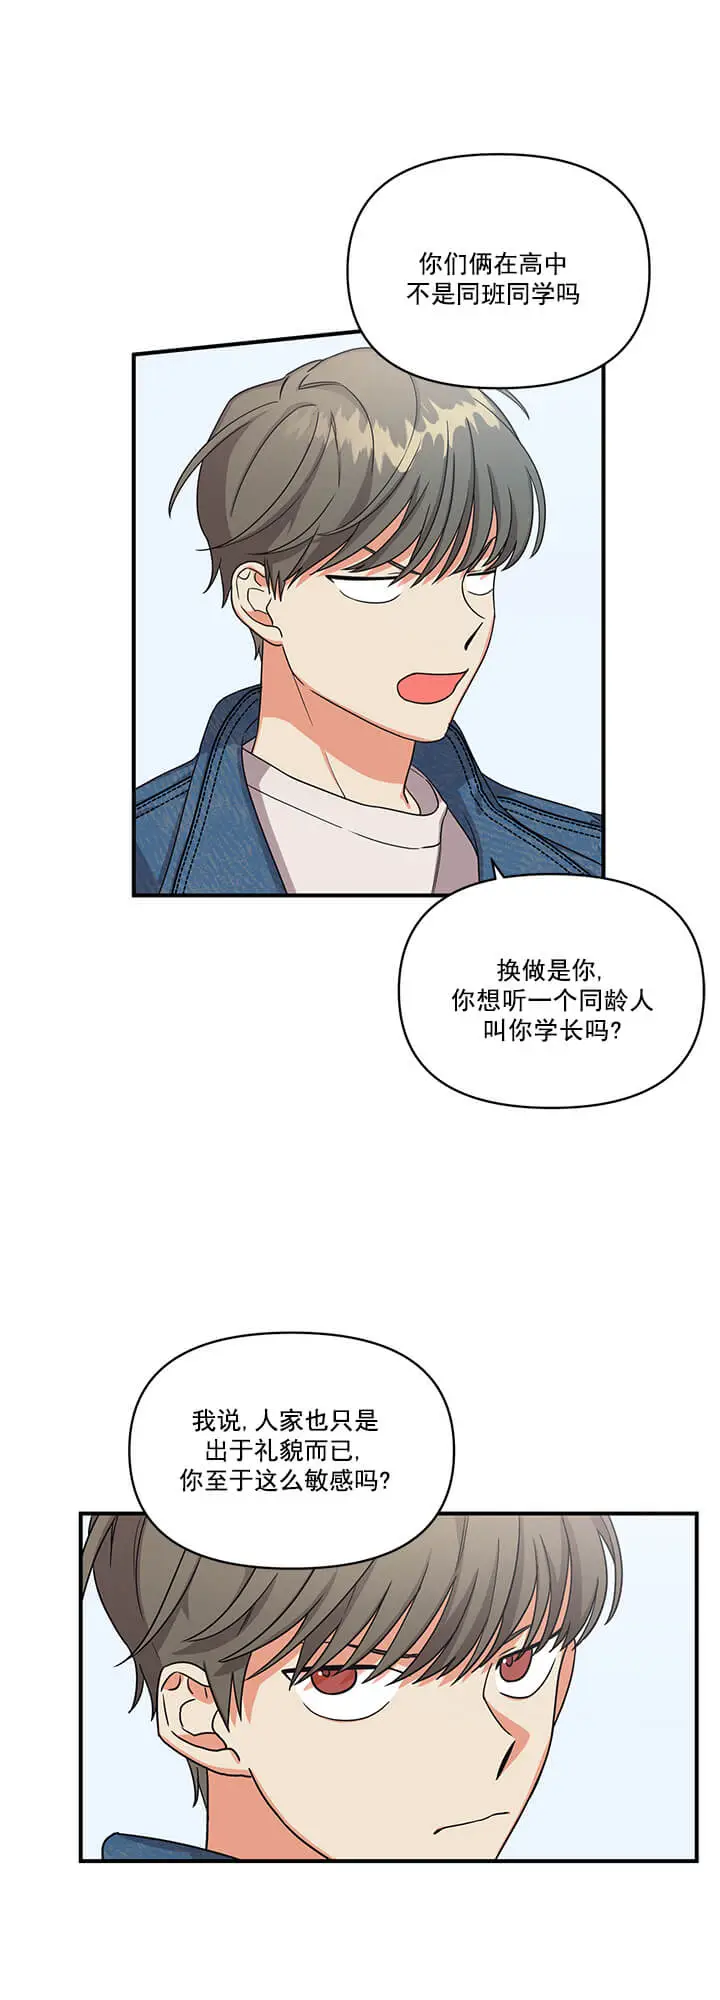 你们俩在高中
不是同班同学吗
换做是你,
你想听一个同龄人
叫你学长吗?
我说,人家也只是
出于礼貌而已,
你至于这么敏感吗?